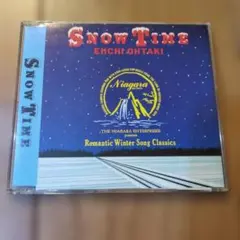 SNOW TIME
SNOW TIME
EIICHI OHTAKI
Niagara
THE NIAGARA ENTERPRISES
presents
Romantic Winter Song Classics